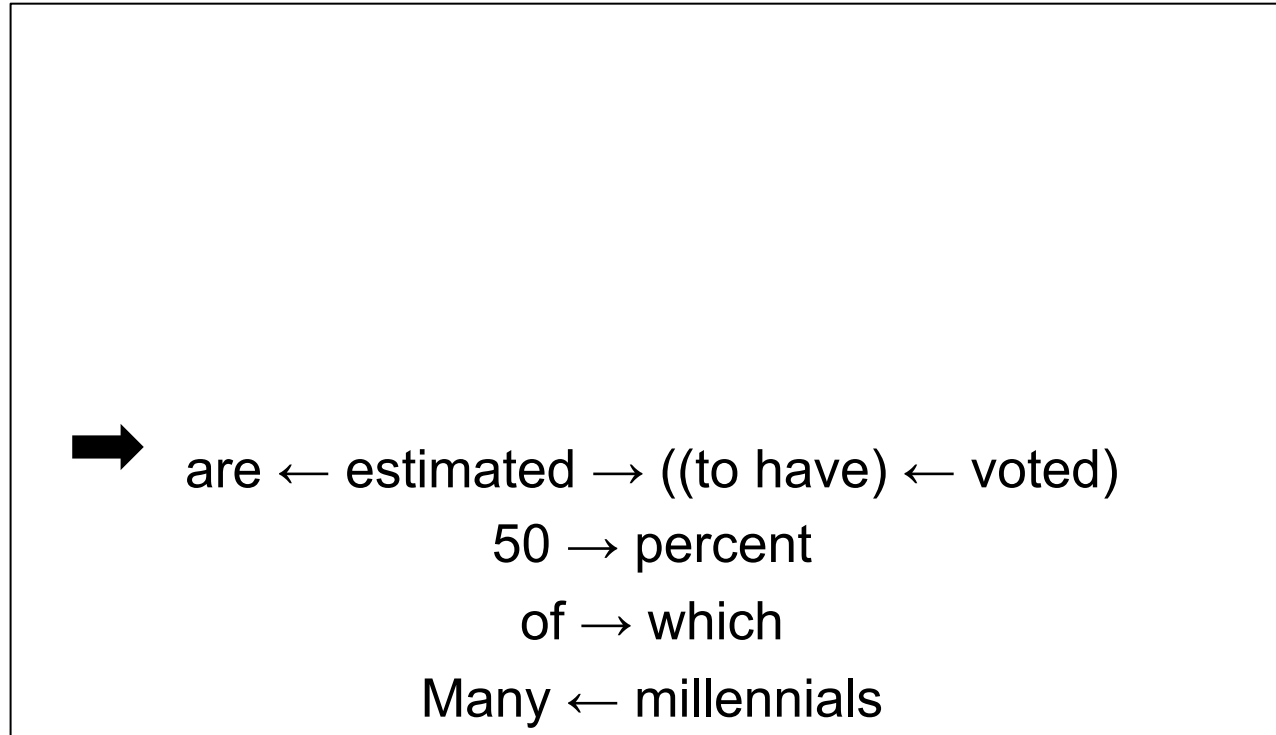 are ← estimated → ((to have) ← voted)
50 → percent
of → which
Many ← millennials